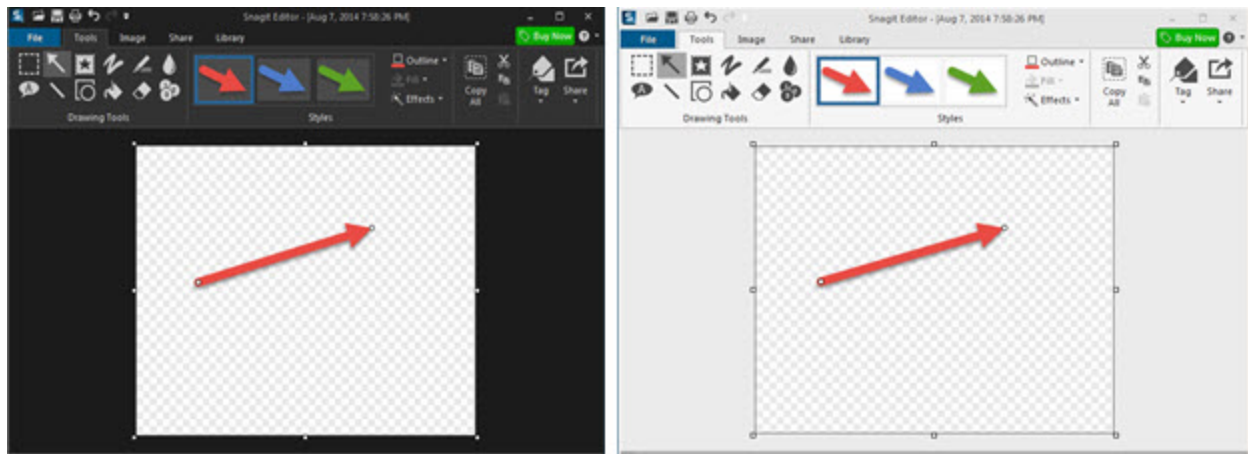 Snagit Editor - [Aug 7, 2014 7:58:26 PM]
File Tools Image Share Library Buy Now
Outline
Fill
Effects
Copy All
Tag
Share
Drawing Tools
Styles
Snagit Editor - [Aug 7, 2014 7:58:26 PM]
File Tools Image Share Library Buy Now
Outline
Fill
Effects
Copy All
Tag
Share
Drawing Tools
Styles